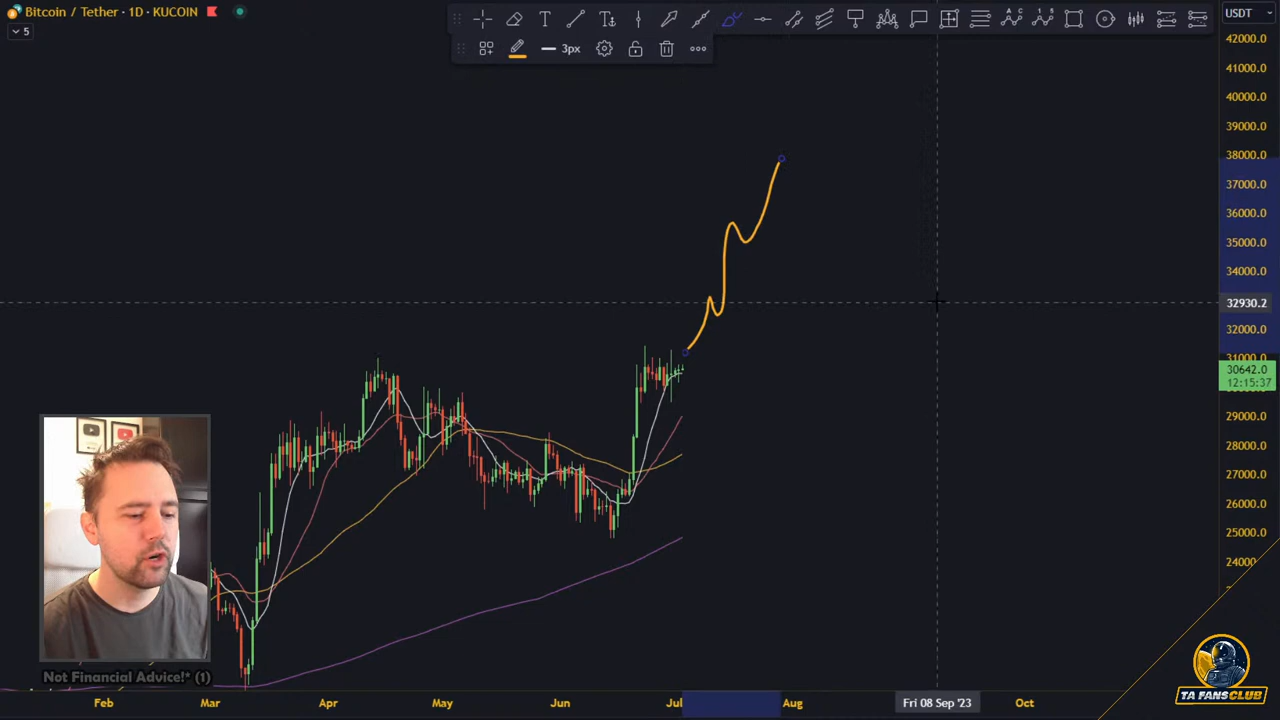 Bitcoin / Tether · 1D · KUCOIN
USDT
5
3px
42000.0
41000.0
40000.0
39000.0
38000.0
37000.0
36000.0
35000.0
34000.0
32930.2
32000.0
31000.0
30642.0
12:15:37
29000.0
28000.0
27000.0
26000.0
25000.0
24000.0
Not Financial Advice!* (1)
TA FANSCLUB
Feb
Mar
Apr
May
Jun
Jul
Aug
Fri 08 Sep '23
Oct